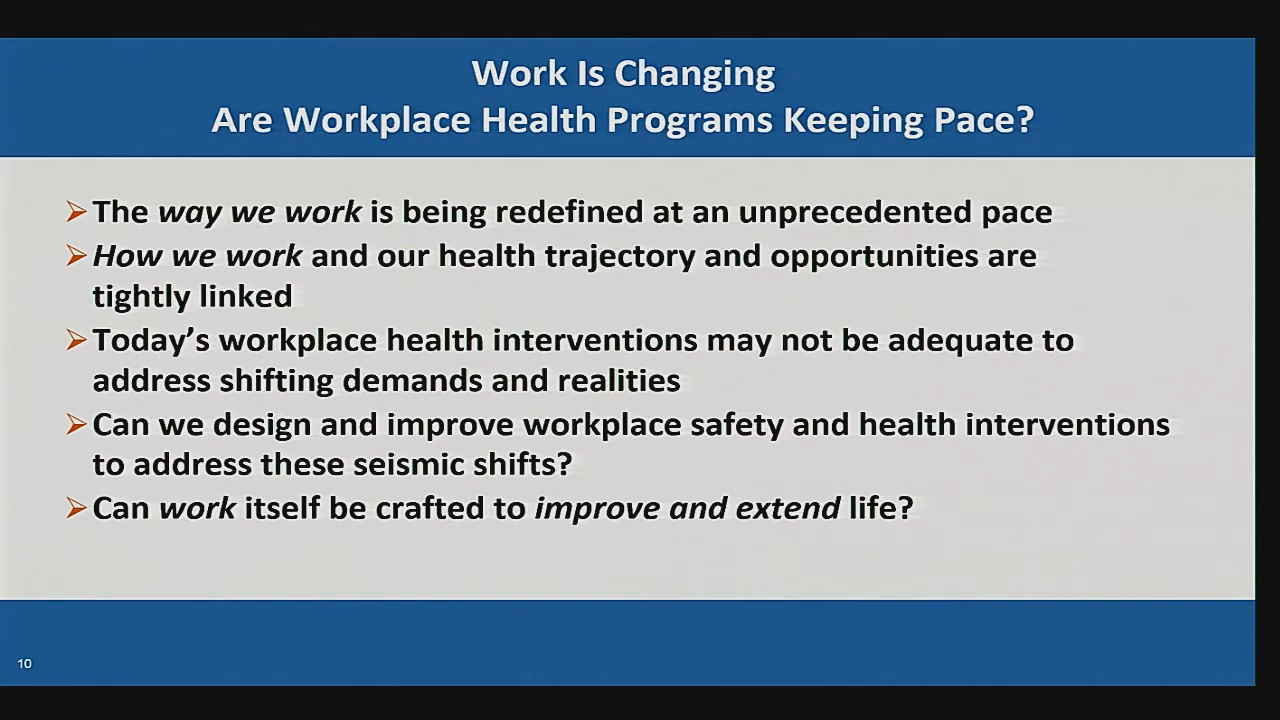 Work Is Changing
Are Workplace Health Programs Keeping Pace?
➢The way we work is being redefined at an unprecedented pace
➢How we work and our health trajectory and opportunities are
tightly linked
➢Today’s workplace health interventions may not be adequate to
address shifting demands and realities
➢Can we design and improve workplace safety and health interventions
to address these seismic shifts?
➢Can work itself be crafted to improve and extend life?
10